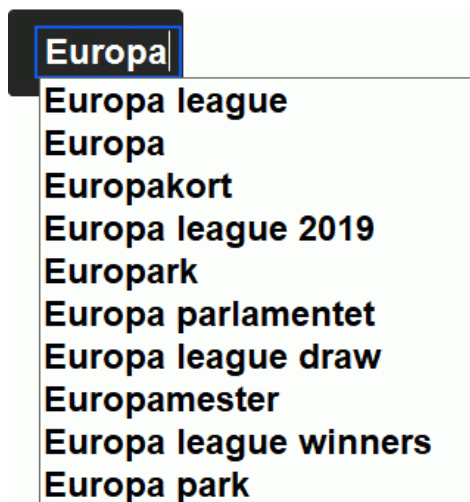 Europa
Europa league
Europa
Europakort
Europa league 2019
Europark
Europa parlamentet
Europa league draw
Europamester
Europa league winners
Europa park